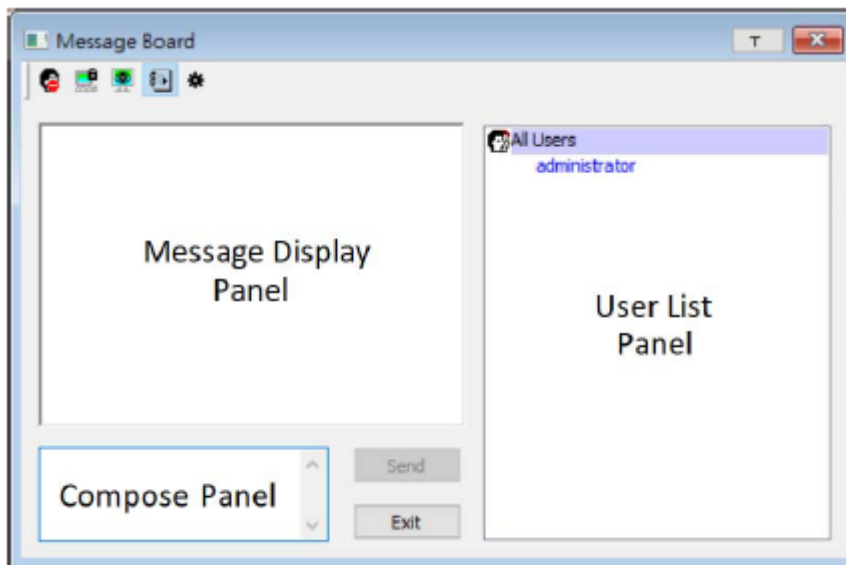 Message Board
T
All Users
administrator
Message Display
Panel
User List
Panel
Compose Panel
Send
Exit